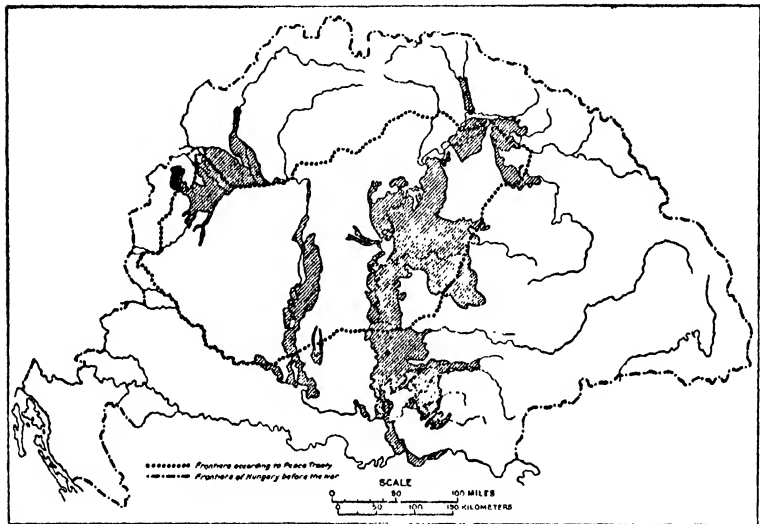 Frontiers according to Peace Treaty
Frontiers of Hungary before the war
SCALE
0 50 100 MILES
0 50 100 150 KILOMETERS